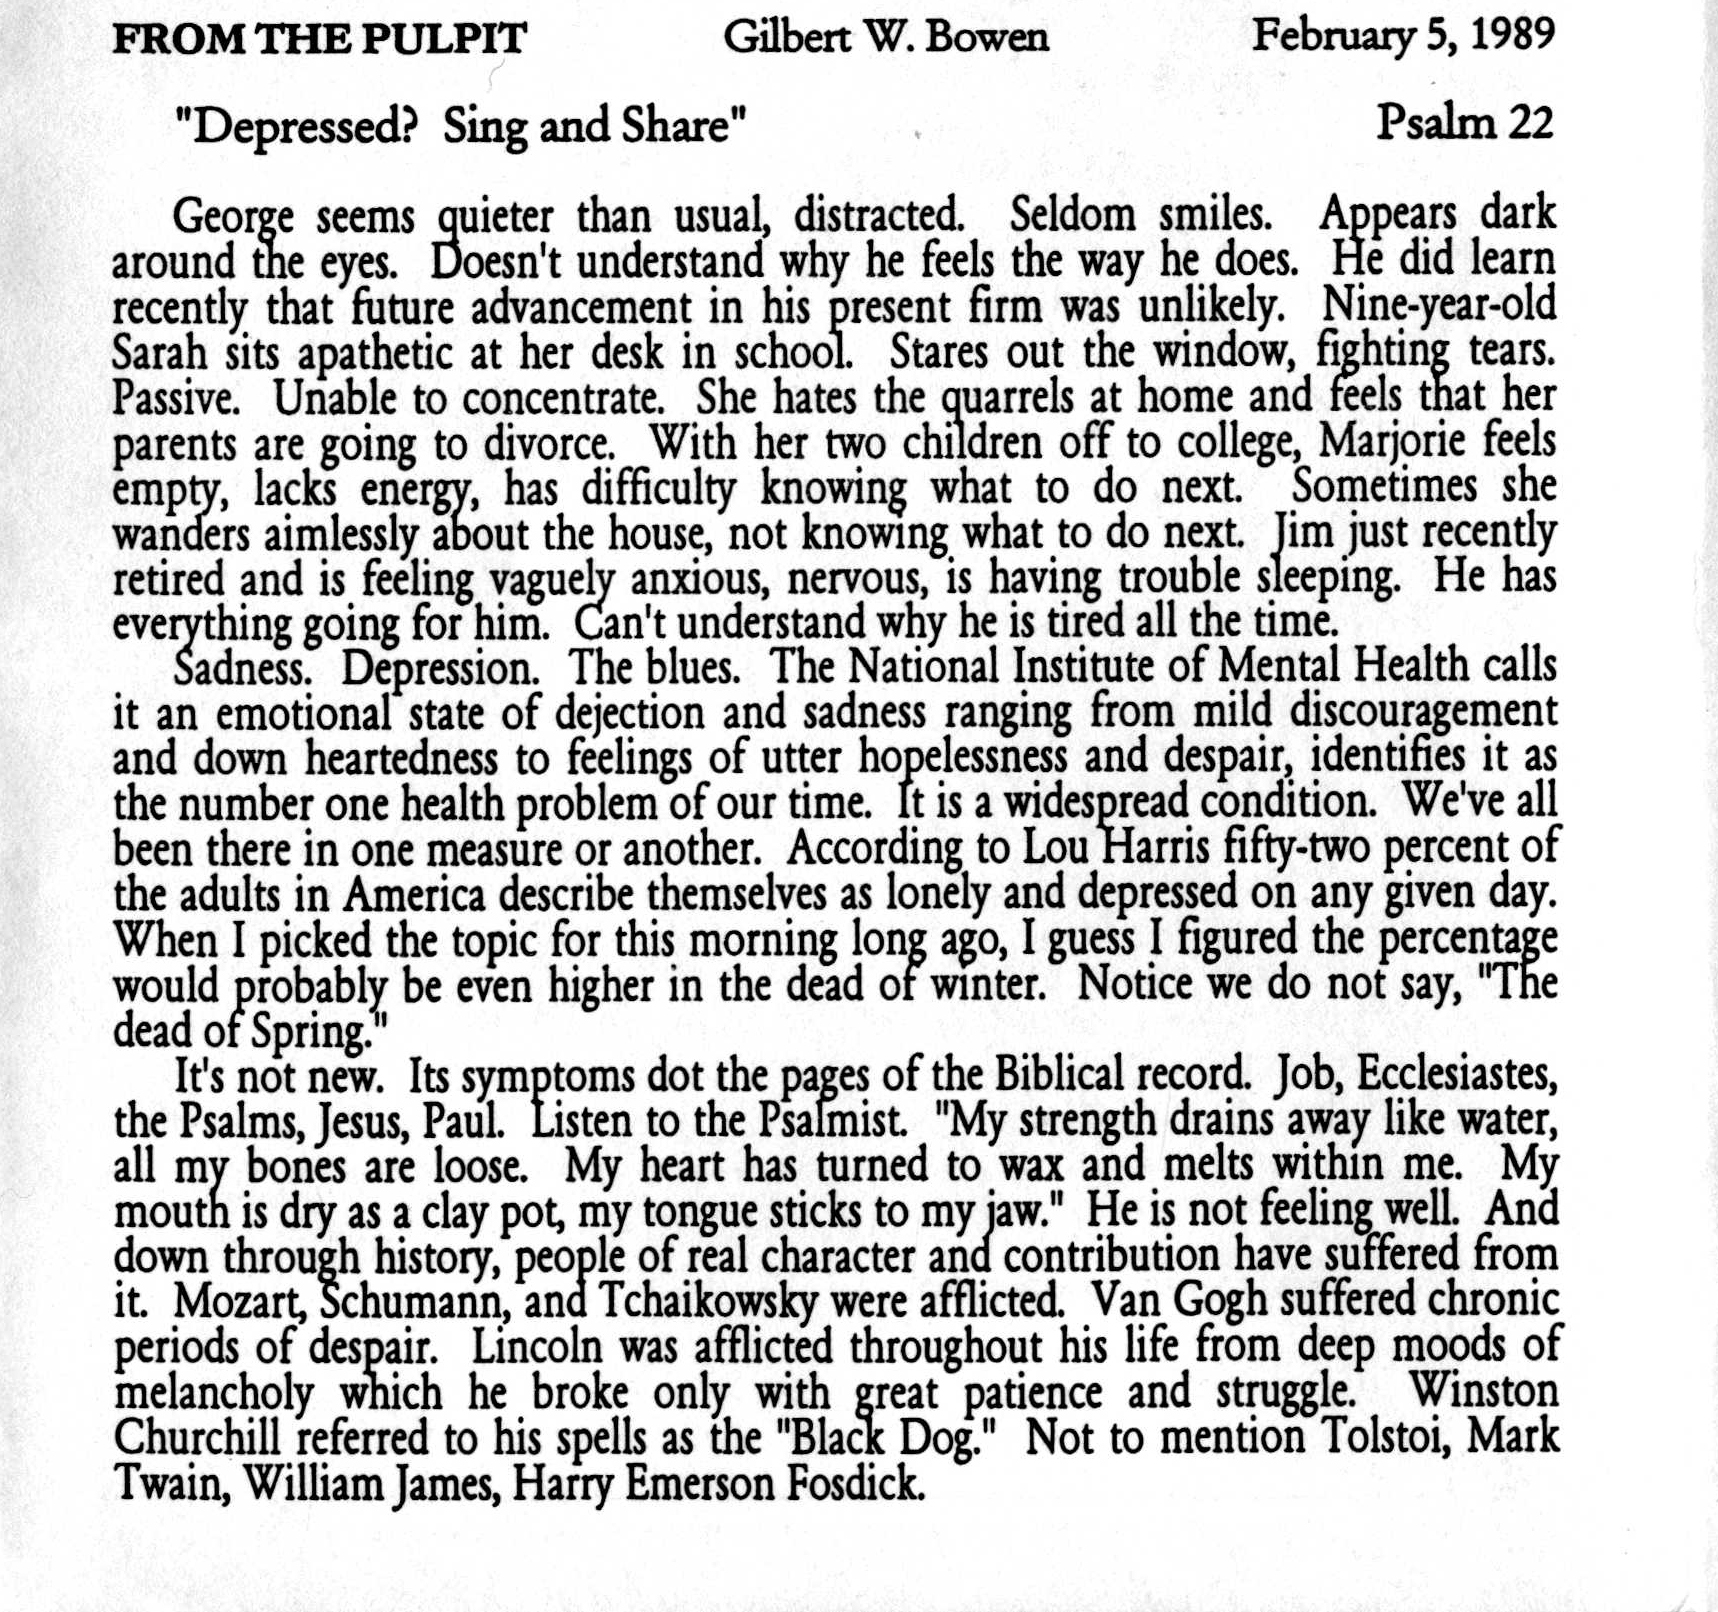 FROM THE PULPIT Gilbert W. Bowen February 5, 1989
"Depressed? Sing and Share" Psalm 22
George seems quieter than usual, distracted. Seldom smiles. Appears dark
around the eyes. Doesn't understand why he feels the way he does. He did learn
recently that future advancement in his present firm was unlikely. Nine-year-old
Sarah sits apathetic at her desk in school. Stares out the window, fighting tears.
Passive. Unable to concentrate. She hates the quarrels at home and feels that her
parents are going to divorce. With her two children off to college, Marjorie feels
empty, lacks energy, has difficulty knowing what to do next. Sometimes she
wanders aimlessly about the house, not knowing what to do next. Jim just recently
retired and is feeling vaguely anxious, nervous, is having trouble sleeping. He has
everything going for him. Can't understand why he is tired all the time.
Sadness. Depression. The blues. The National Institute of Mental Health calls
it an emotional state of dejection and sadness ranging from mild discouragement
and down heartedness to feelings of utter hopelessness and despair, identifies it as
the number one health problem of our time. It is a widespread condition. We've all
been there in one measure or another. According to Lou Harris fifty-two percent of
the adults in America describe themselves as lonely and depressed on any given day.
When I picked the topic for this morning long ago, I guess I figured the percentage
would probably be even higher in the dead of winter. Notice we do not say, "The
dead of Spring."
It's not new. Its symptoms dot the pages of the Biblical record. Job, Ecclesiastes,
the Psalms, Jesus, Paul. Listen to the Psalmist. "My strength drains away like water,
all my bones are loose. My heart has turned to wax and melts within me. My
mouth is dry as a clay pot, my tongue sticks to my jaw." He is not feeling well. And
down through history, people of real character and contribution have suffered from
it. Mozart, Schumann, and Tchaikowsky were afflicted. Van Gogh suffered chronic
periods of despair. Lincoln was afflicted throughout his life from deep moods of
melancholy which he broke only with great patience and struggle. Winston
Churchill referred to his spells as the "Black Dog." Not to mention Tolstoi, Mark
Twain, William James, Harry Emerson Fosdick.